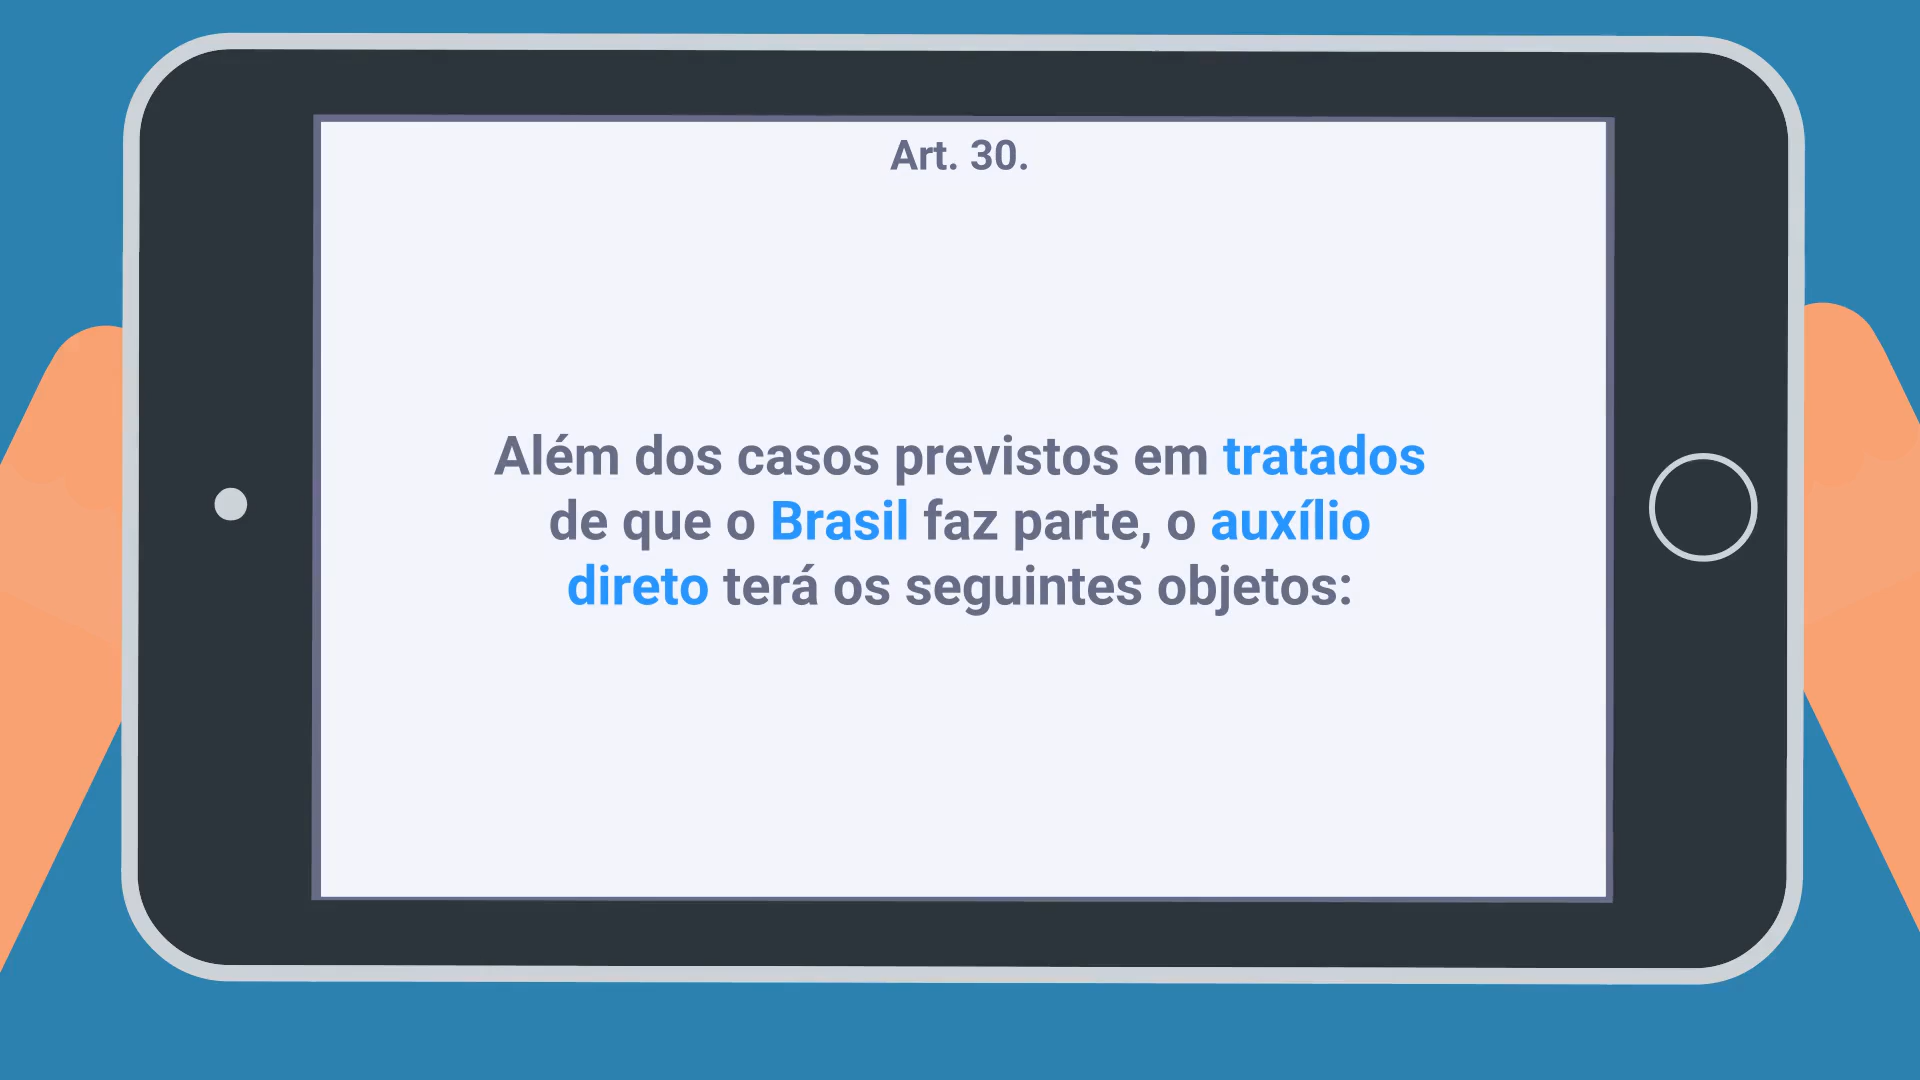 Art. 30.
Além dos casos previstos em tratados
de que o Brasil faz parte, o auxílio
direto terá os seguintes objetos: